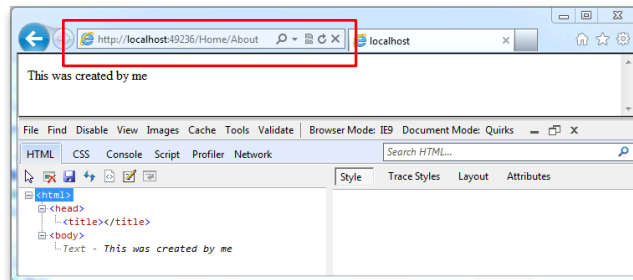 http://localhost:49236/Home/About
localhost
This was created by me
File Find Disable View Images Cache Tools Validate Browser Mode: IE9 Document Mode: Quirks
HTML CSS Console Script Profiler Network Search HTML...
Style Trace Styles Layout Attributes
<html>
<head>
<title></title>
<body>
Text - This was created by me